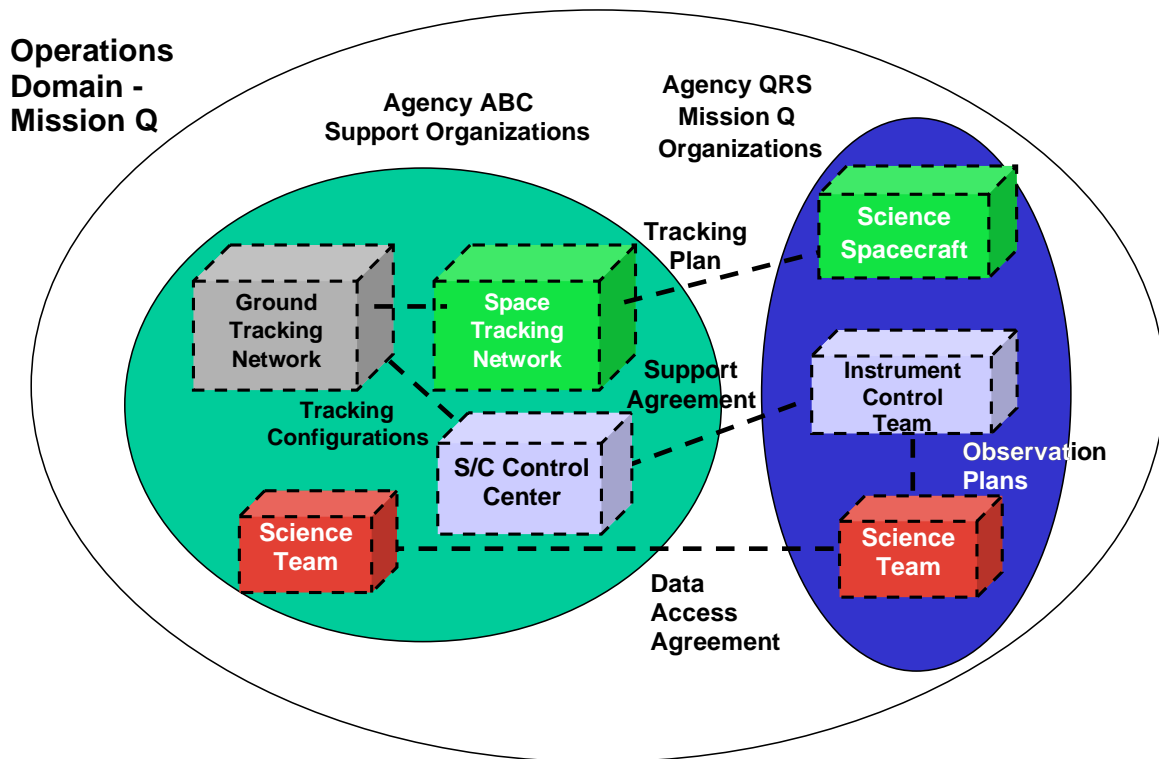 Operations
Domain -
Mission Q
Agency ABC
Support Organizations
Agency QRS
Mission Q
Organizations
Ground
Tracking
Network
Space
Tracking
Network
Tracking
Plan
Science
Spacecraft
Tracking
Configurations
S/C Control
Center
Support
Agreement
Instrument
Control
Team
Observation
Plans
Science
Team
Science
Team
Data
Access
Agreement